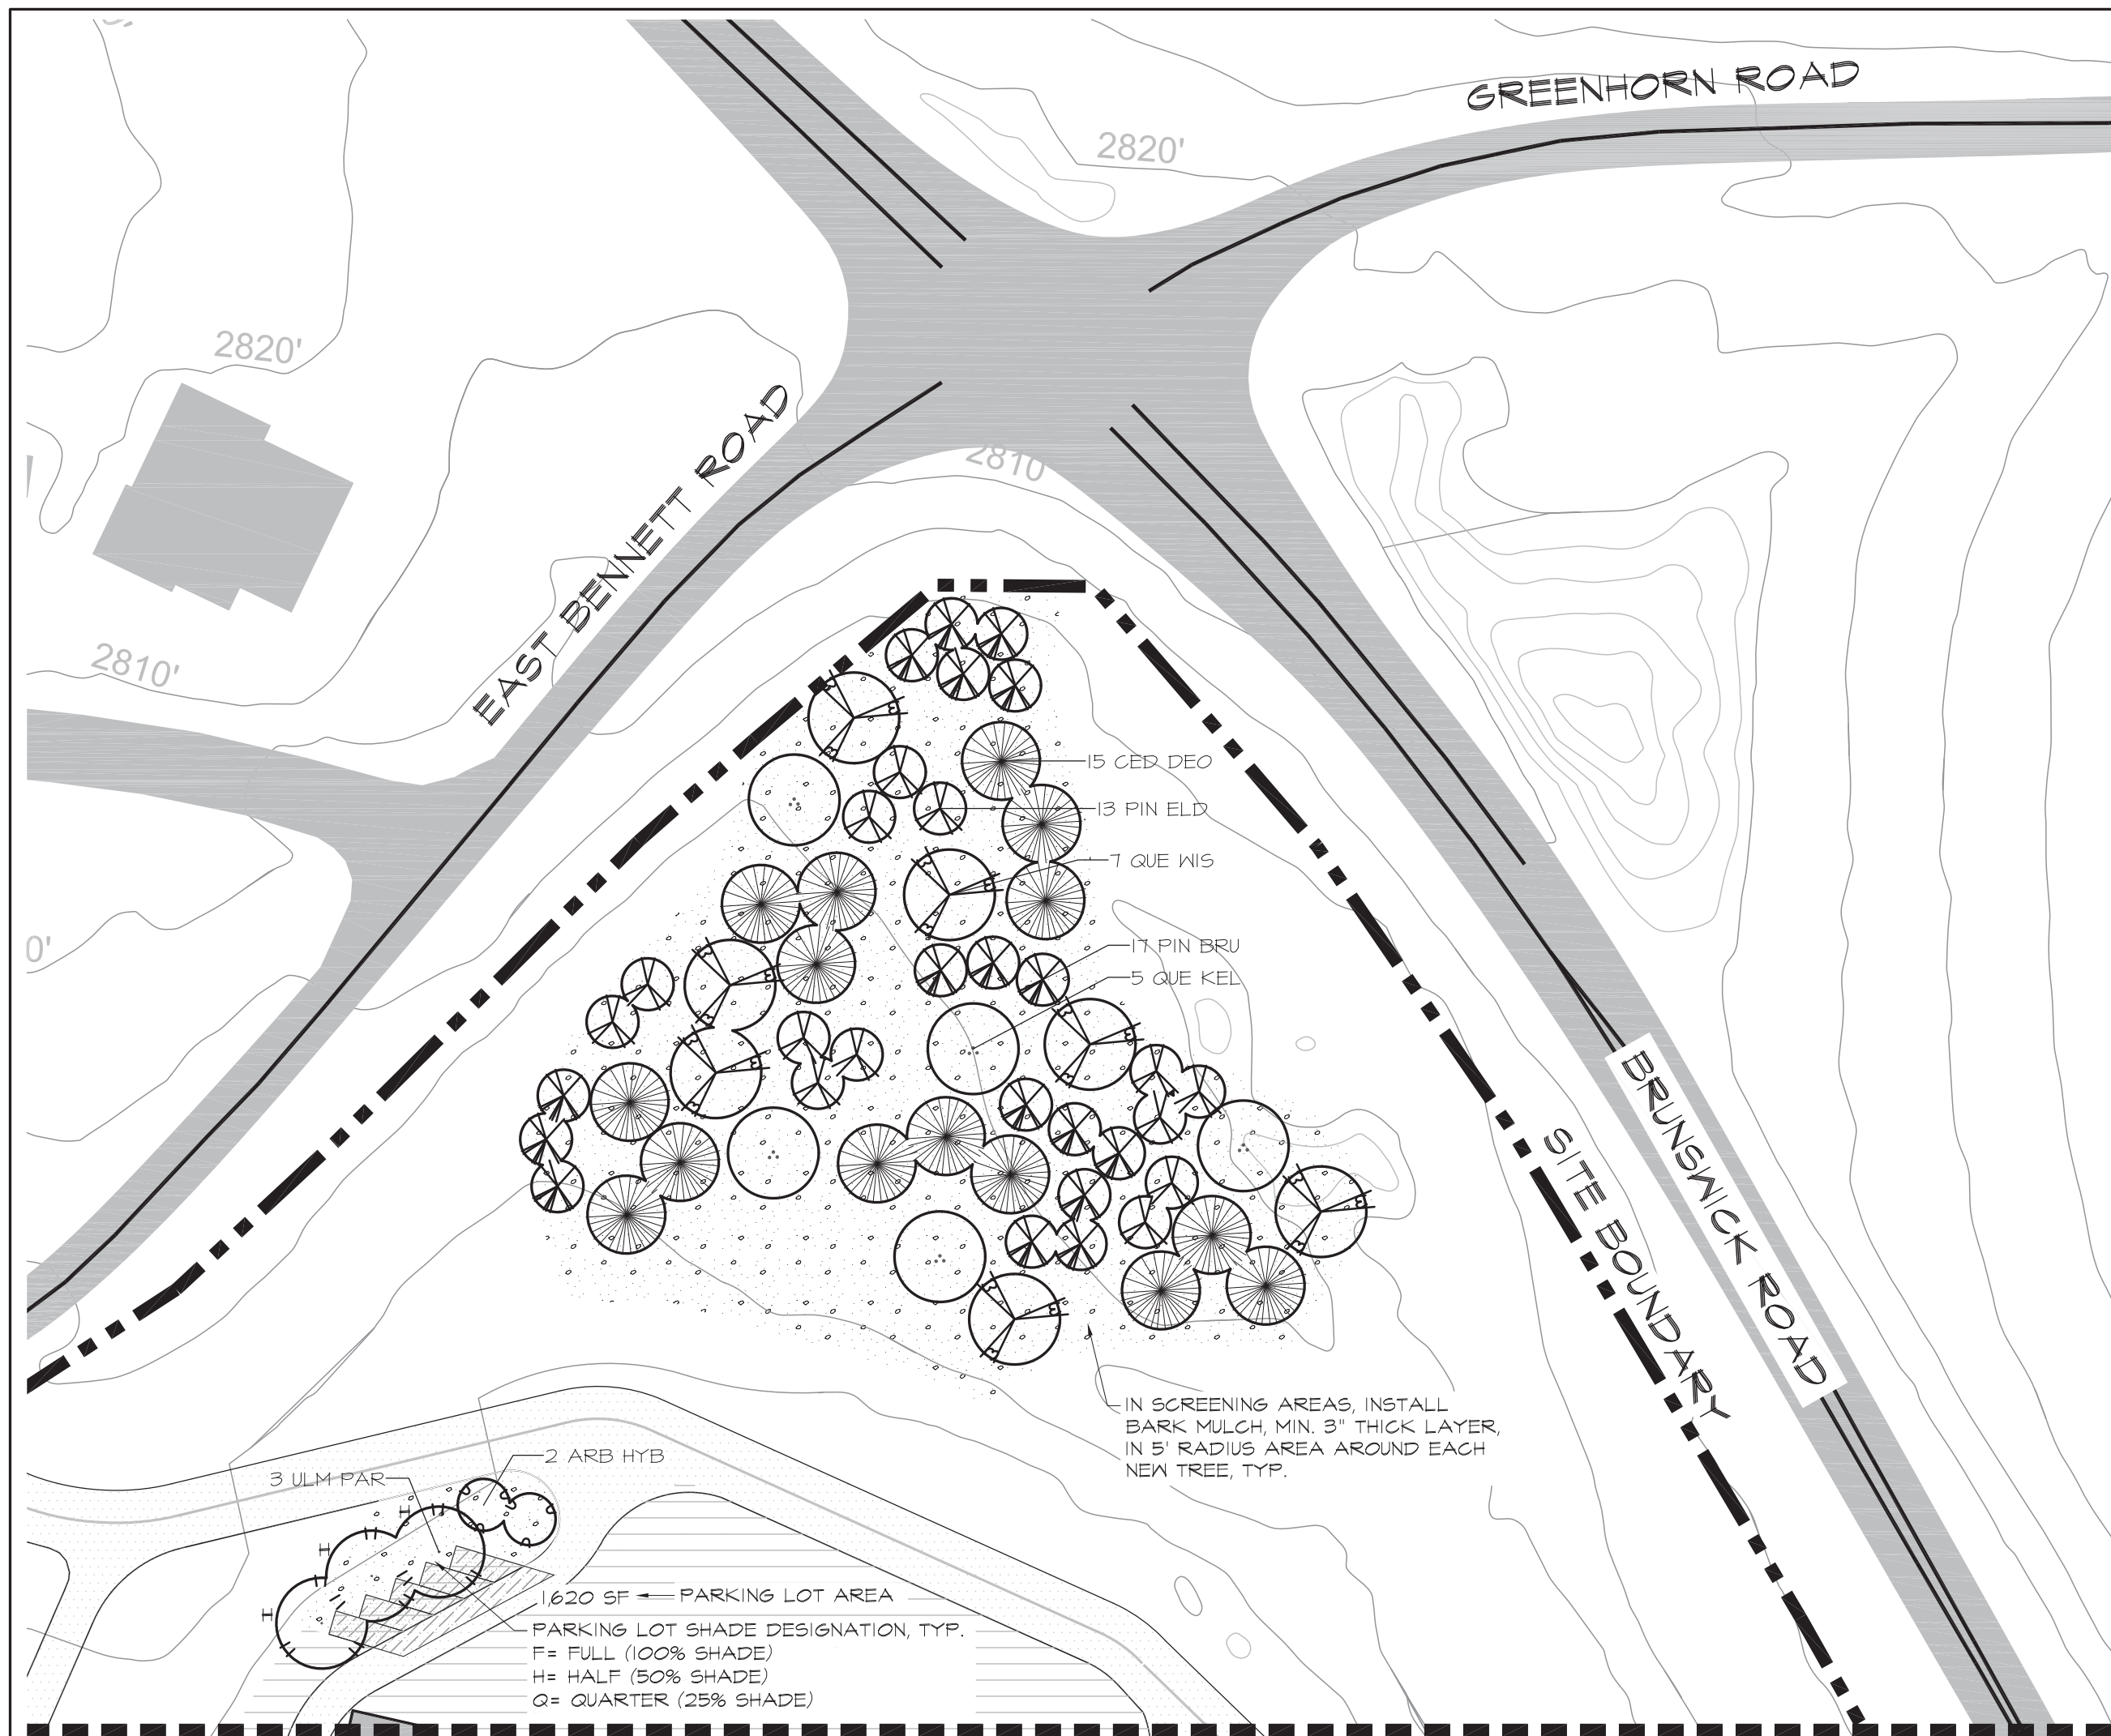 GREENHORN ROAD
2820'
2820'
EAST BENNETT ROAD
2810
2810'
15 CED DEO
13 PIN ELD
7 QUE WIS
17 PIN BRU
5 QUE KEL
0'
BRUNSWICK ROAD
SITE BOUNDARY
IN SCREENING AREAS, INSTALL
BARK MULCH, MIN. 3" THICK LAYER,
IN 5' RADIUS AREA AROUND EACH
NEW TREE, TYP.
2 ARB HYB
3 ULM PAR
H
H
H
1,620 SF PARKING LOT AREA
PARKING LOT SHADE DESIGNATION, TYP.
F= FULL (100% SHADE)
H= HALF (50% SHADE)
Q= QUARTER (25% SHADE)